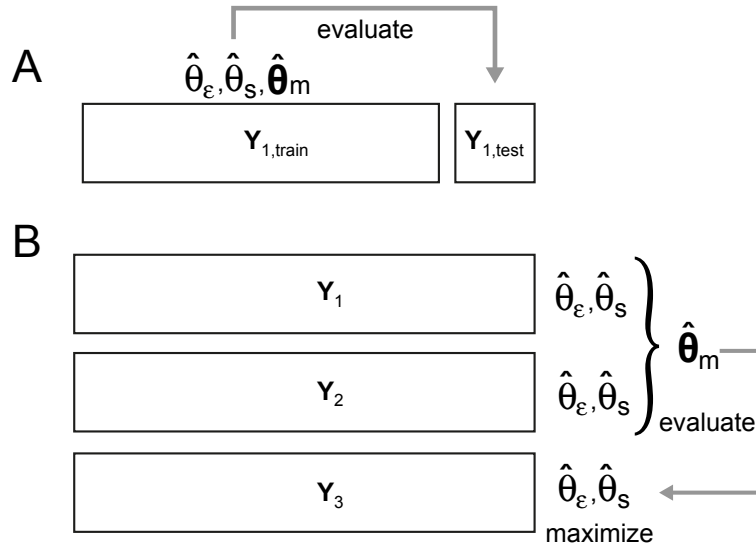 evaluate
A
θ̂ε,θ̂s,θ̂m
Y1,train
Y1,test
B
Y1
θ̂ε,θ̂s
Y2
θ̂ε,θ̂s
θ̂m
evaluate
Y3
θ̂ε,θ̂s
maximize